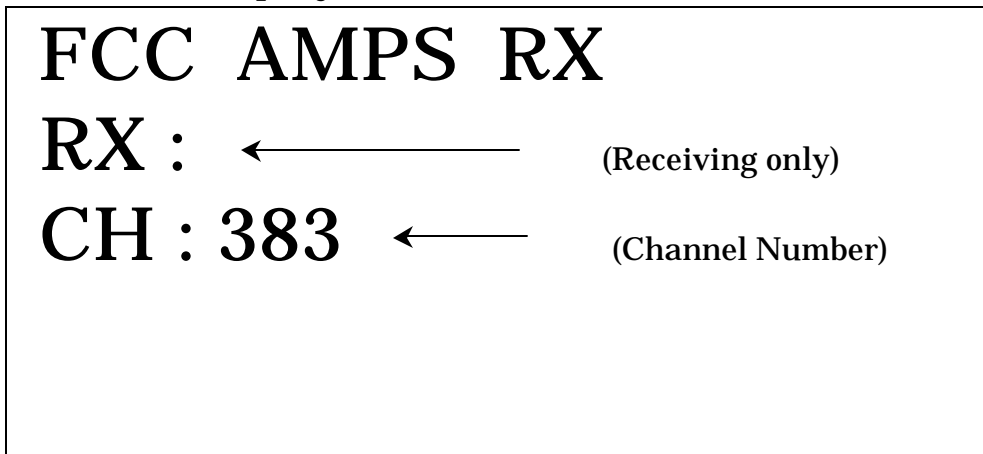 FCC AMPS RX
RX : (Receiving only)
CH : 383 (Channel Number)